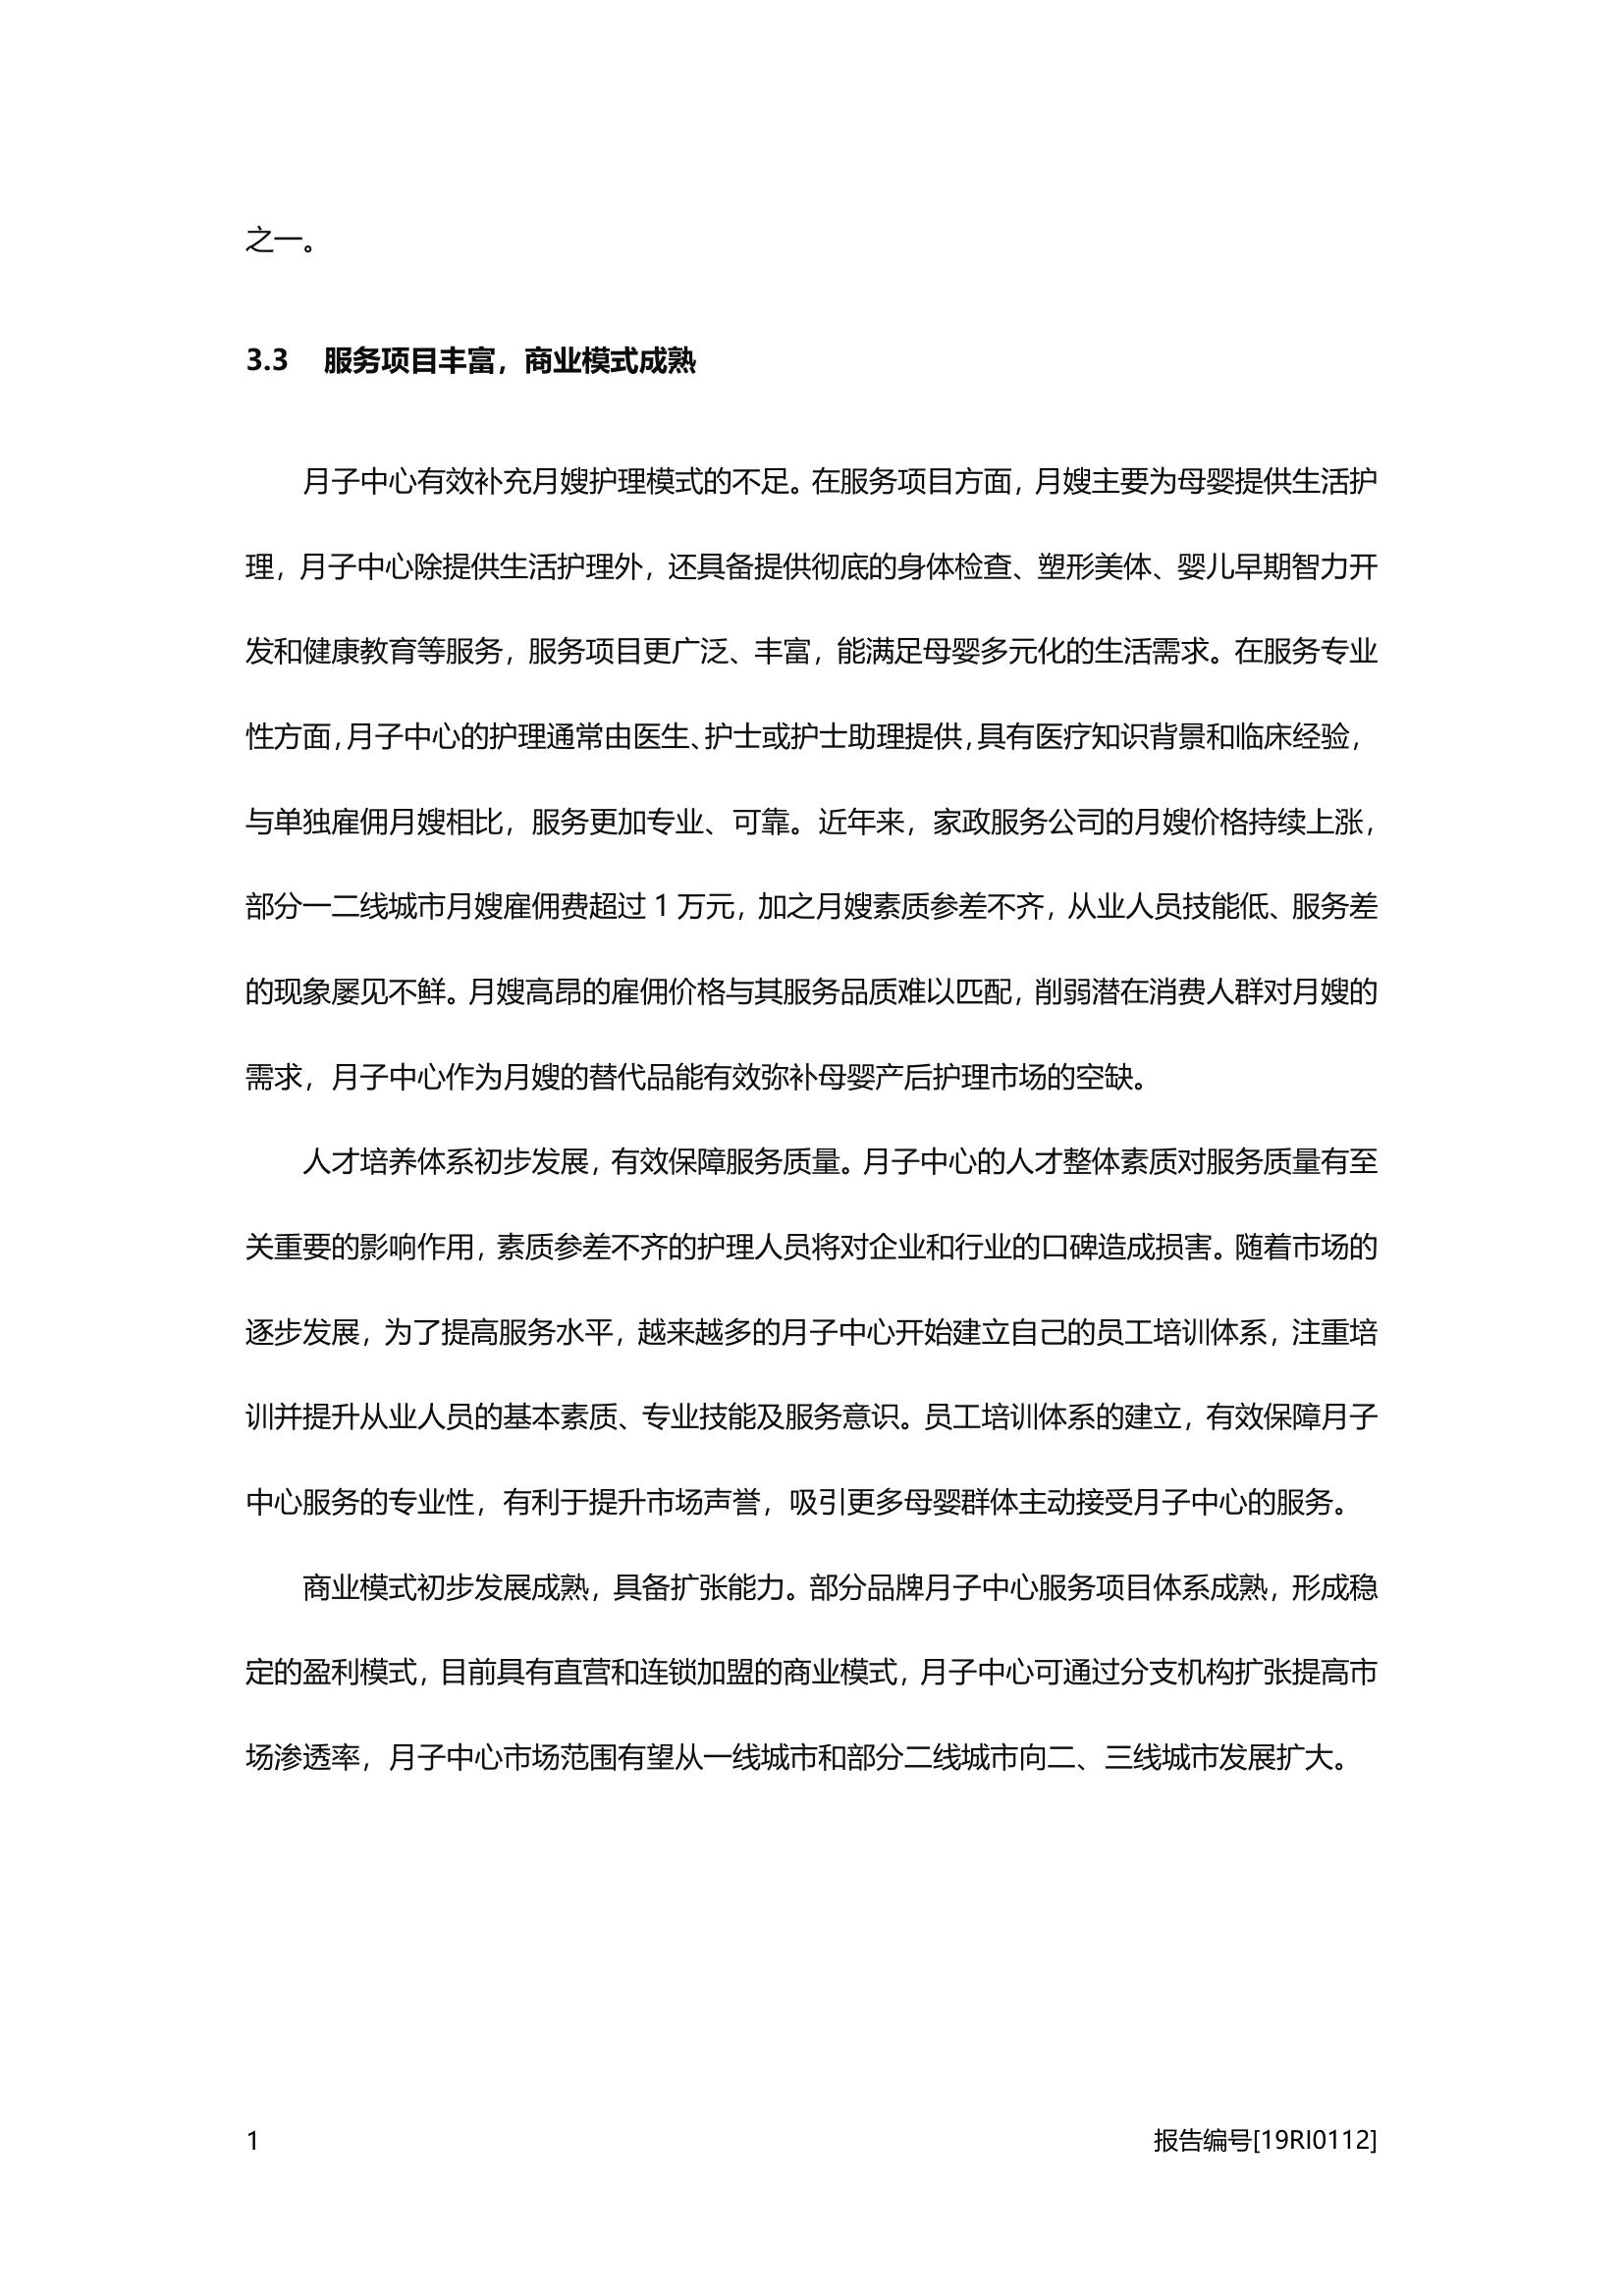 之一。
3.3 服务项目丰富，商业模式成熟
月子中心有效补充月嫂护理模式的不足。在服务项目方面，月嫂主要为母婴提供生活护
理，月子中心除提供生活护理外，还具备提供彻底的身体检查、塑形美体、婴儿早期智力开
发和健康教育等服务，服务项目更广泛、丰富，能满足母婴多元化的生活需求。在服务专业
性方面，月子中心的护理通常由医生、护士或护士助理提供，具有医疗知识背景和临床经验，
与单独雇佣月嫂相比，服务更加专业、可靠。近年来，家政服务公司的月嫂价格持续上涨，
部分一二线城市月嫂雇佣费超过 1 万元，加之月嫂素质参差不齐，从业人员技能低、服务差
的现象屡见不鲜。月嫂高昂的雇佣价格与其服务品质难以匹配，削弱潜在消费人群对月嫂的
需求，月子中心作为月嫂的替代品能有效弥补母婴产后护理市场的空缺。
人才培养体系初步发展，有效保障服务质量。月子中心的人才整体素质对服务质量有至
关重要的影响作用，素质参差不齐的护理人员将对企业和行业的口碑造成损害。随着市场的
逐步发展，为了提高服务水平，越来越多的月子中心开始建立自己的员工培训体系，注重培
训并提升从业人员的基本素质、专业技能及服务意识。员工培训体系的建立，有效保障月子
中心服务的专业性，有利于提升市场声誉，吸引更多母婴群体主动接受月子中心的服务。
商业模式初步发展成熟，具备扩张能力。部分品牌月子中心服务项目体系成熟，形成稳
定的盈利模式，目前具有直营和连锁加盟的商业模式，月子中心可通过分支机构扩张提高市
场渗透率，月子中心市场范围有望从一线城市和部分二线城市向二、三线城市发展扩大。
1 报告编号[19RI0112]